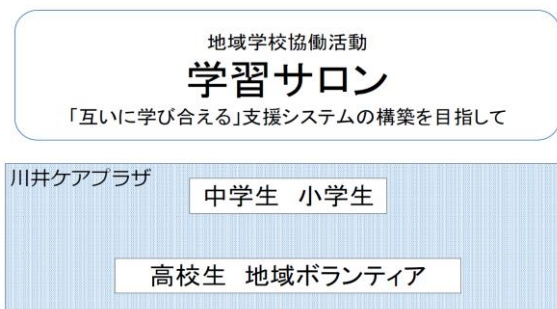 地域学校協働活動
学習サロン
「互いに学び合える」支援システムの構築を目指して
川井ケアプラザ
中学生 小学生
高校生 地域ボランティア